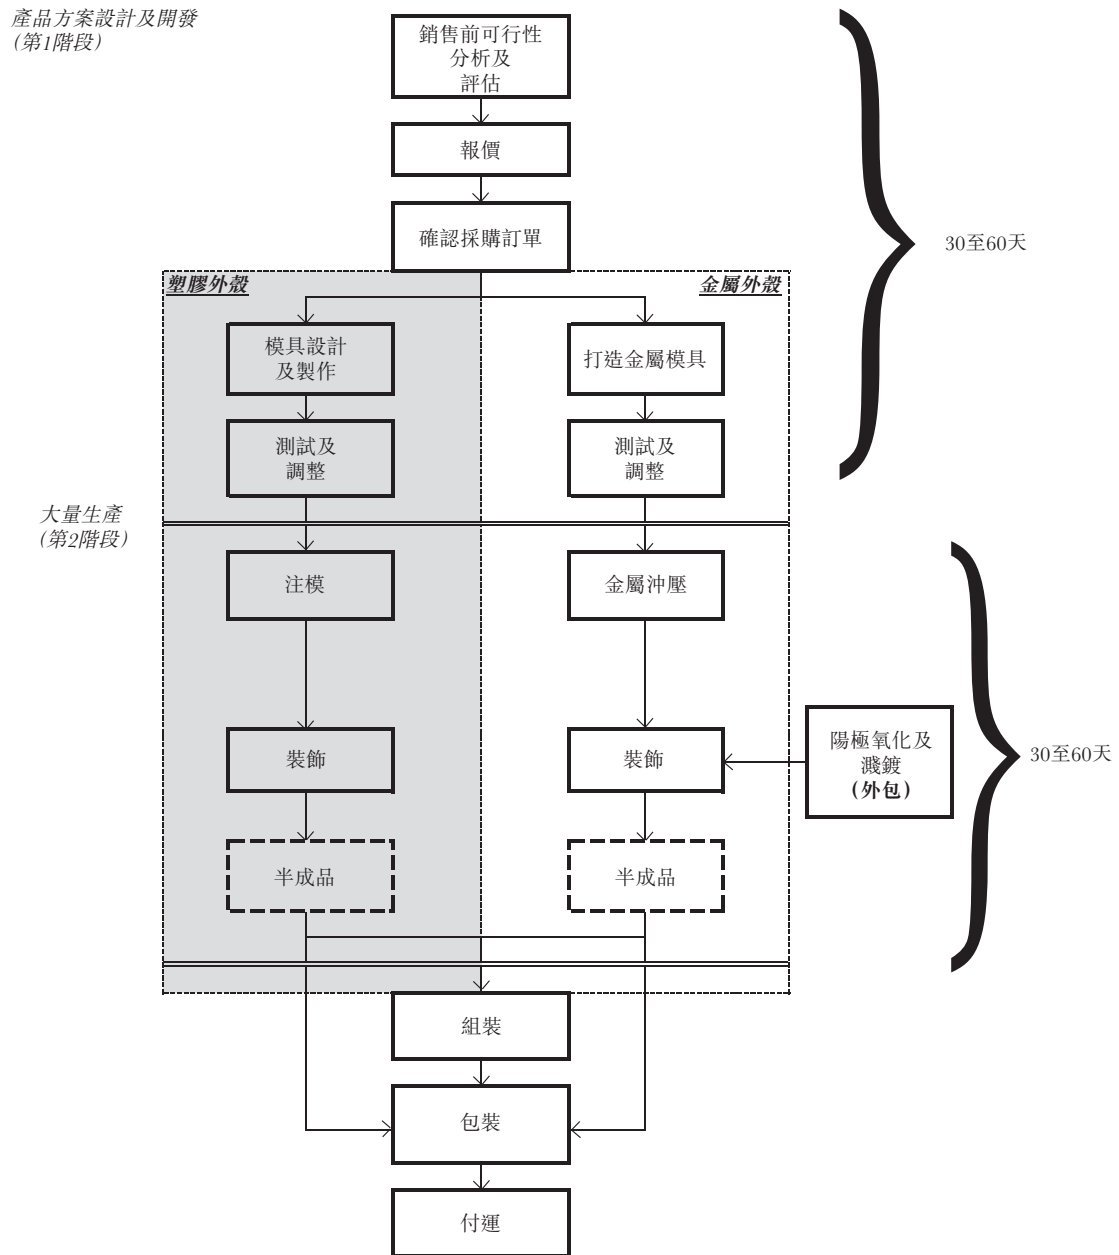 產品方案設計及開發
(第1階段)
銷售前可行性
分析及
評估
報價
確認採購訂單
30至60天
塑膠外殼
金屬外殼
模具設計
及製作
打造金屬模具
測試及
調整
測試及
調整
大量生產
(第2階段)
注模
金屬沖壓
裝飾
裝飾
陽極氧化及
濺鍍
(外包)
30至60天
半成品
半成品
組裝
包裝
付運